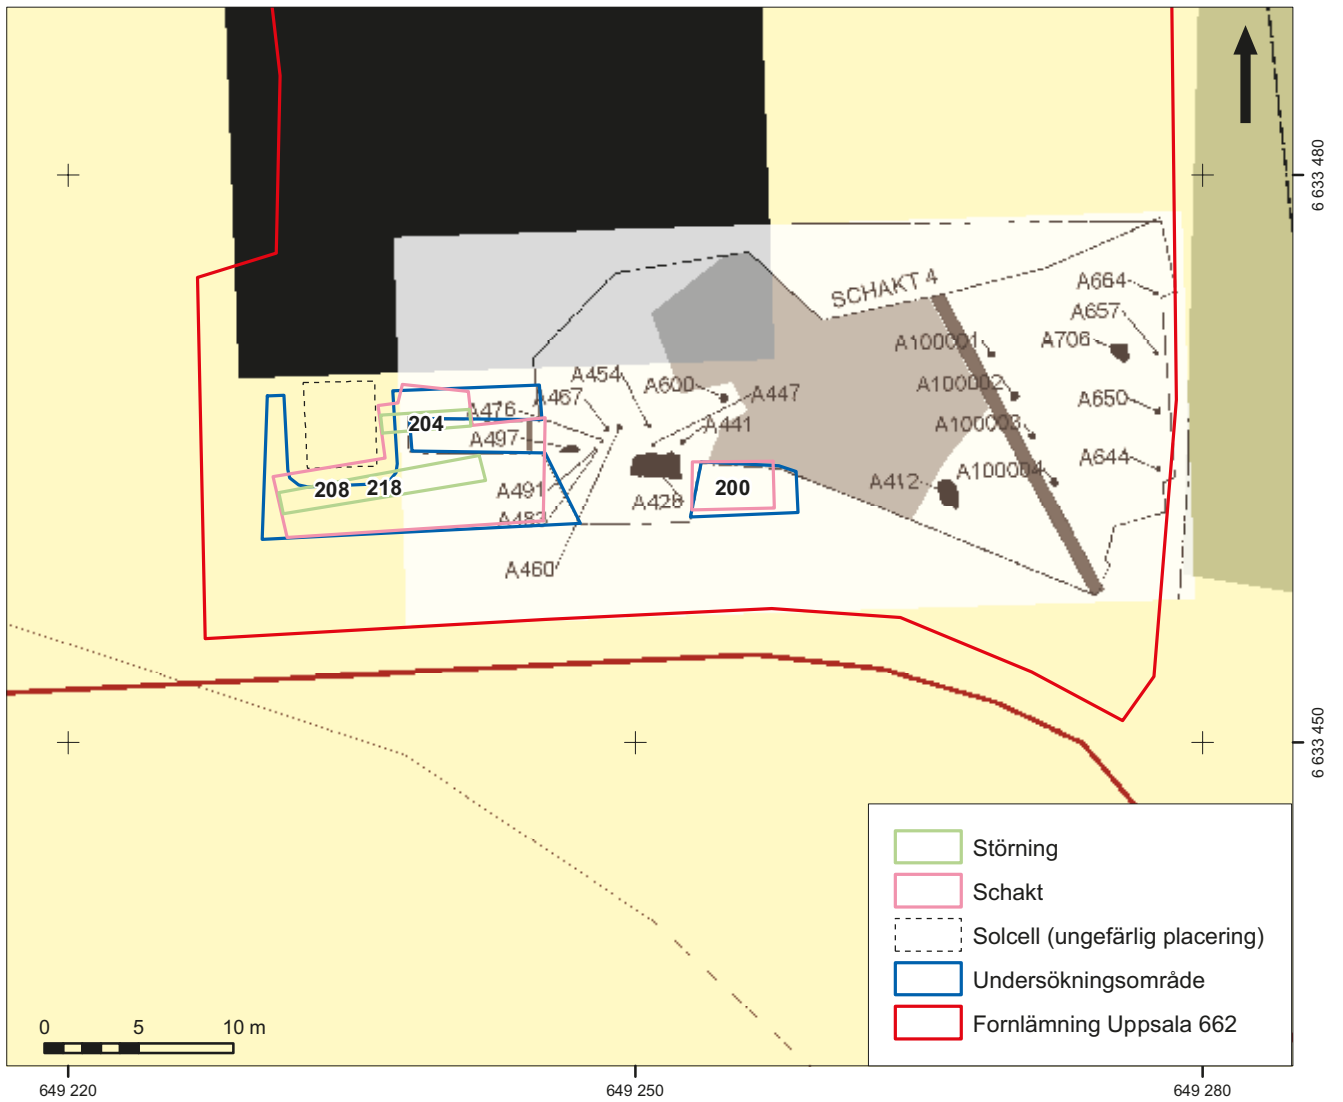 6 633 480
SCHAKT 4
A664
A657
A706
A100001
A100002
A100003
A100004
A650
A644
A412
A454
A600
A447
A467
A476
A441
A497
A491
A483
A428
A460
204
208
218
200
6 633 450
Störning
Schakt
Solcell (ungefärlig placering)
Undersökningsområde
Fornlämning Uppsala 662
0 5 10 m
649 220
649 250
649 280